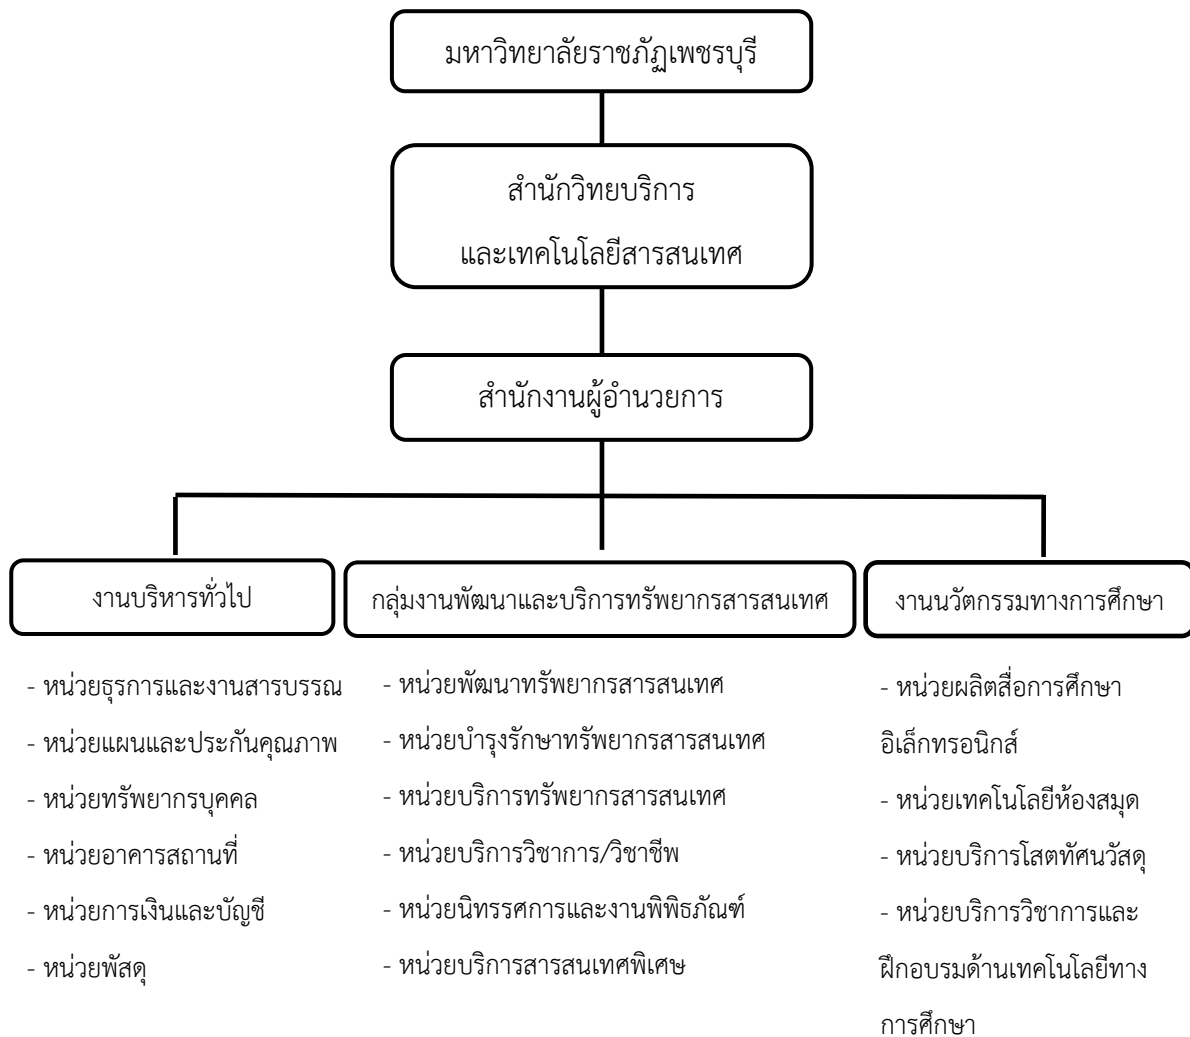 มหาวิทยาลัยราชภัฏเพชรบุรี
สำนักวิทยบริการ
และเทคโนโลยีสารสนเทศ
สำนักงานผู้อำนวยการ
งานบริหารทั่วไป
- หน่วยธุรการและงานสารบรรณ
- หน่วยแผนและประกันคุณภาพ
- หน่วยทรัพยากรบุคคล
- หน่วยอาคารสถานที่
- หน่วยการเงินและบัญชี
- หน่วยพัสดุ
กลุ่มงานพัฒนาและบริการทรัพยากรสารสนเทศ
- หน่วยพัฒนาทรัพยากรสารสนเทศ
- หน่วยบำรุงรักษาทรัพยากรสารสนเทศ
- หน่วยบริการทรัพยากรสารสนเทศ
- หน่วยบริการวิชาการ/วิชาชีพ
- หน่วยนิทรรศการและงานพิพิธภัณฑ์
- หน่วยบริการสารสนเทศพิเศษ
งานนวัตกรรมทางการศึกษา
- หน่วยผลิตสื่อการศึกษา
อิเล็กทรอนิกส์
- หน่วยเทคโนโลยีห้องสมุด
- หน่วยบริการโสตทัศนวัสดุ
- หน่วยบริการวิชาการและ
ฝึกอบรมด้านเทคโนโลยีทาง
การศึกษา